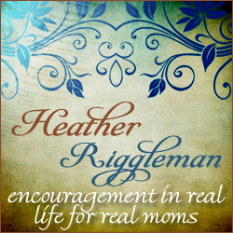 Heather
Riggleman
encouragement in real
life for real moms